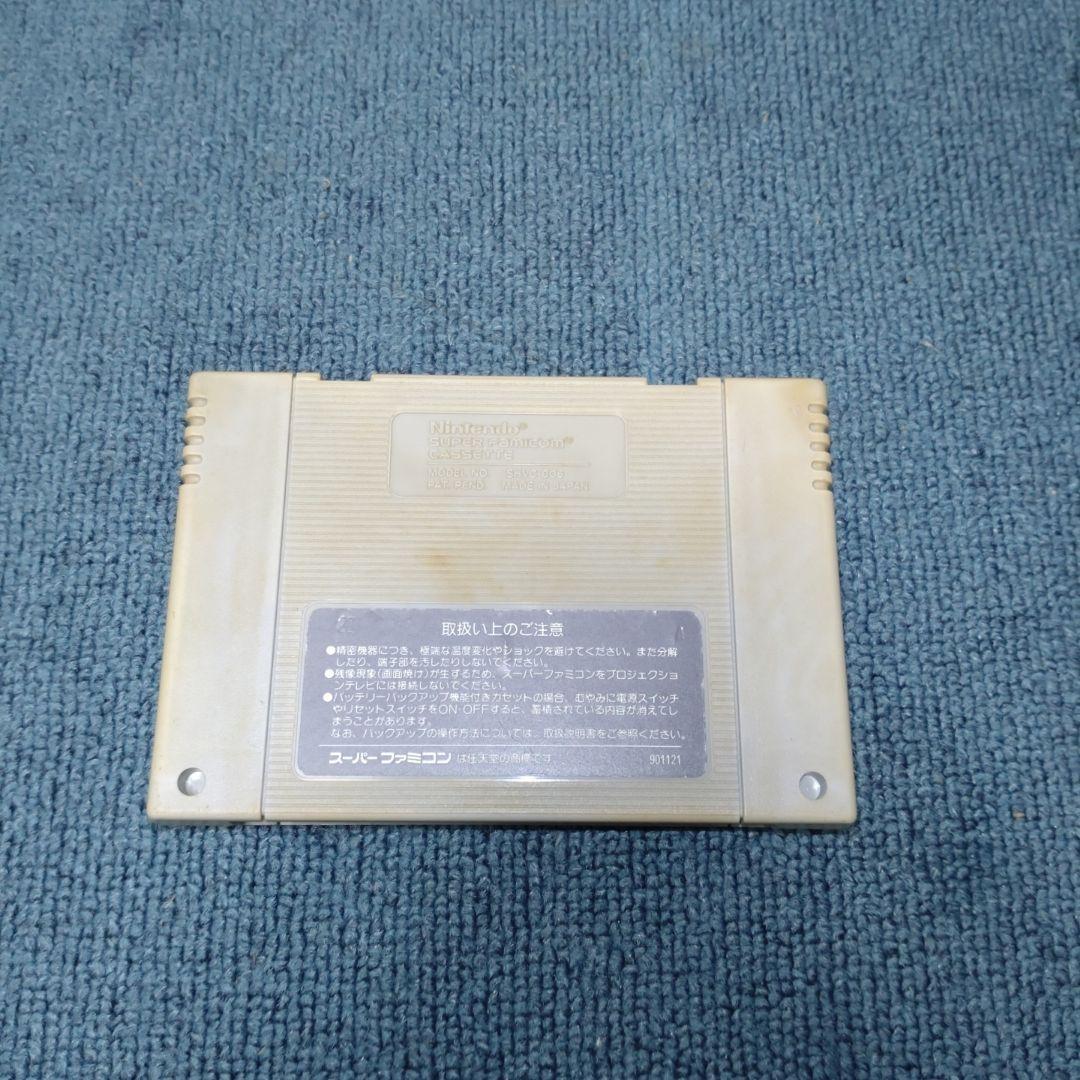 Nintendo®
SUPER FAMICOM®
CASSETTE
MODEL NO. SHVC-006
PAT. PEND. MADE IN JAPAN
取扱い上のご注意
●精密機器につき、極端な温度変化やショックを避けてください。また分解
したり、端子部を汚したりしないでください。
●残像現象(画面焼け)が生ずるため、スーパーファミコンをプロジェクショ
ンテレビには接続しないでください。
●バッテリーバックアップ機能付きカセットの場合、むやみに電源スイッチ
やリセットスイッチをON・OFFすると、蓄積されている内容が消えてし
まうことがあります。
なお、バックアップの操作方法については、取扱説明書をご参照ください。
スーパーファミコンは任天堂の商標です 901121